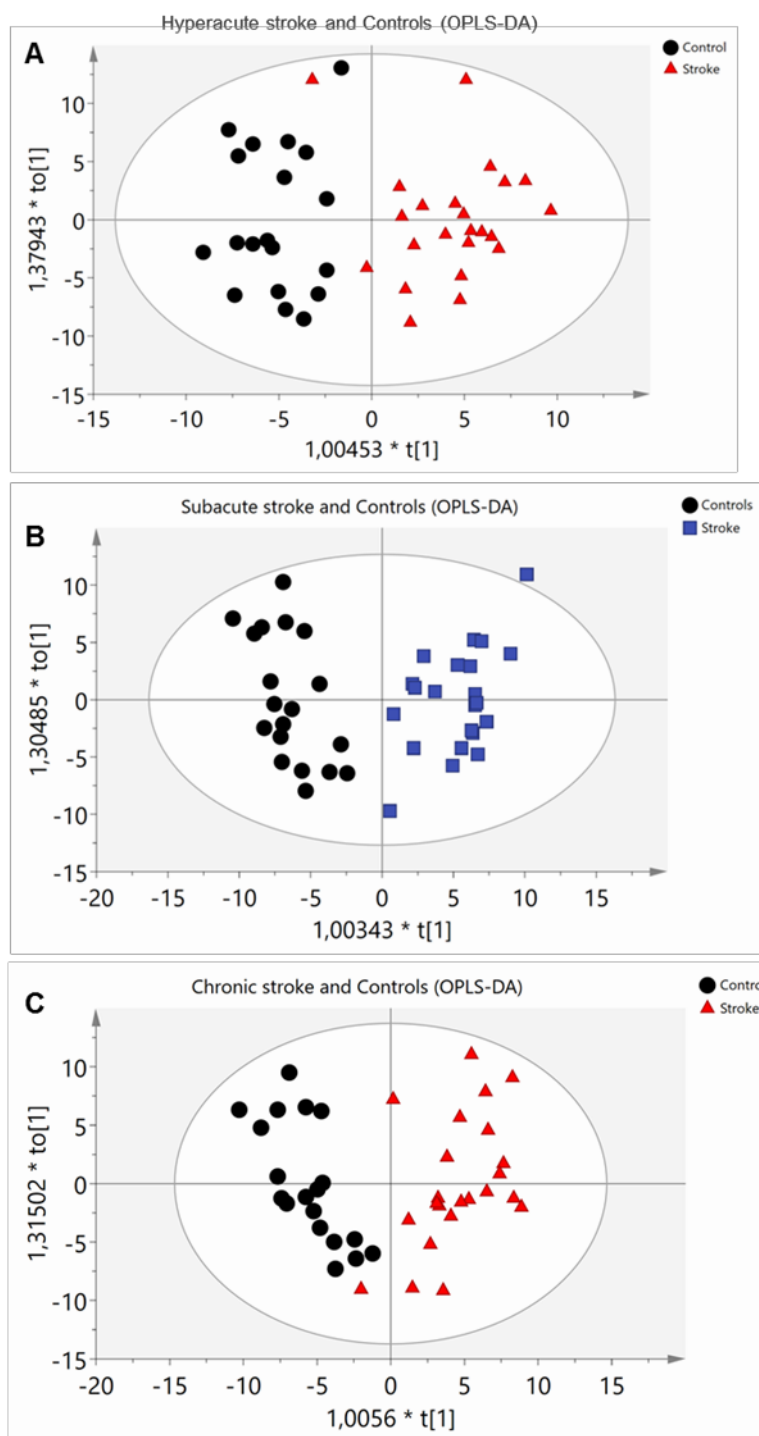 Hyperacute stroke and Controls (OPLS-DA)
A
Control
Stroke
10
5
0
-5
-10
-15
1,37943 * to[1]
-15 -10 -5 0 5 10
1,00453 * t[1]
Subacute stroke and Controls (OPLS-DA)
B
Controls
Stroke
10
5
0
-5
-10
-15
1,30485 * to[1]
-20 -15 -10 -5 0 5 10 15
1,00343 * t[1]
Chronic stroke and Controls (OPLS-DA)
C
Contro
Stroke
10
5
0
-5
-10
-15
1,31502 * to[1]
-20 -15 -10 -5 0 5 10 15
1,0056 * t[1]